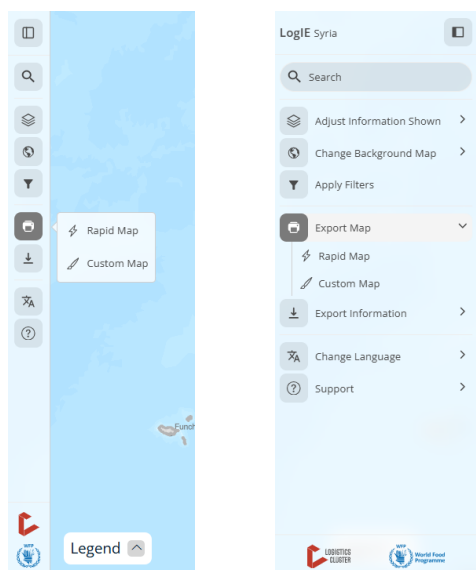 Rapid Map
Custom Map
Legend
WFP
LogIE Syria
Search
Adjust Information Shown
Change Background Map
Apply Filters
Export Map
Rapid Map
Custom Map
Export Information
Change Language
Support
LOGISTICS
CLUSTER
WFP
World Food
Programme